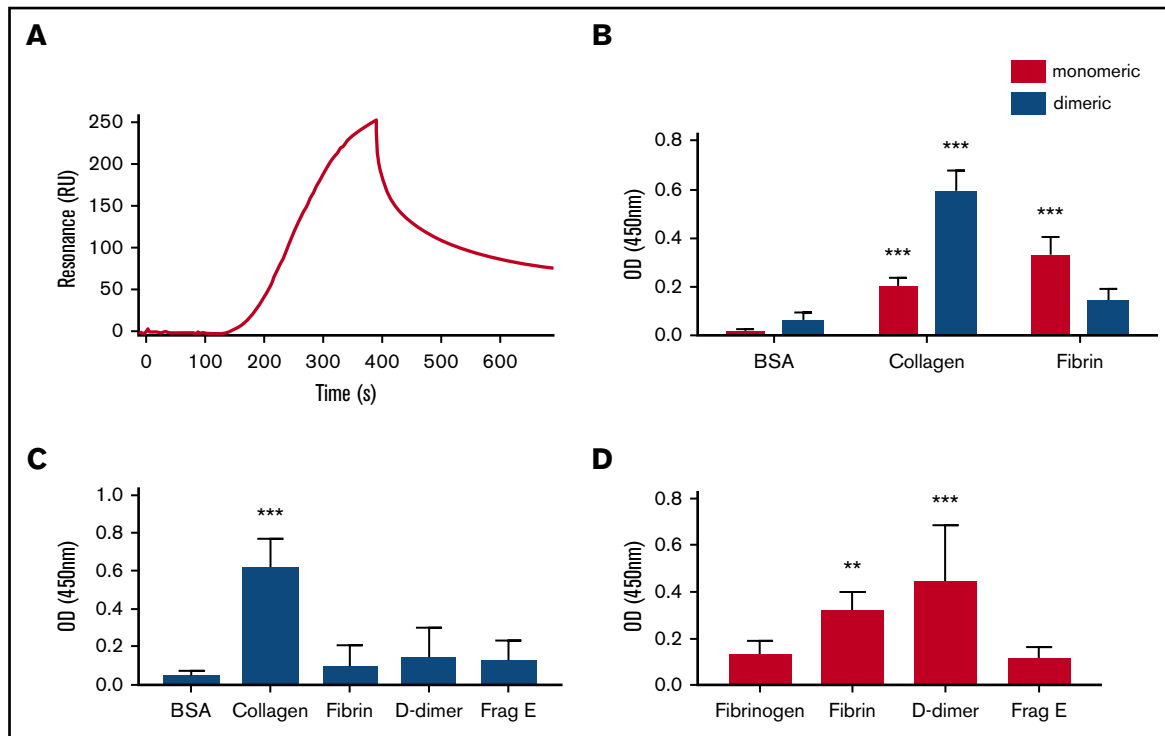 A
Resonance (RU)
250
200
150
100
50
0
0 100 200 300 400 500 600
Time (s)
B
monomeric
dimeric
OD (450nm)
0.8
0.6
0.4
0.2
0.0
***
***
***
BSA Collagen Fibrin
C
OD (450nm)
1.0
0.8
0.6
0.4
0.2
0.0
***
BSA Collagen Fibrin D-dimer Frag E
D
OD (450nm)
0.8
0.6
0.4
0.2
0.0
**
***
Fibrinogen Fibrin D-dimer Frag E